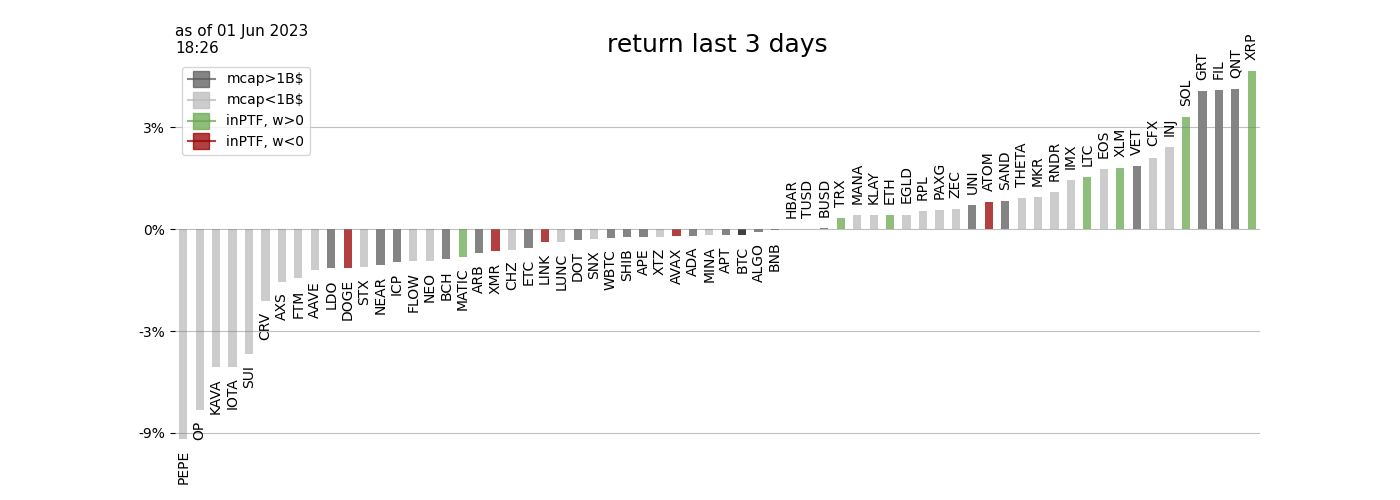 as of 01 Jun 2023
18:26
return last 3 days
mcap>1B$
mcap<1B$
inPTF, w>0
inPTF, w<0
3%
0%
-3%
-9%
PEPE
OP
KAVA
IOTA
SUI
CRV
AXS
FTM
AAVE
LDO
DOGE
STX
NEAR
ICP
FLOW
NEO
BCH
MATIC
ARB
XMR
CHZ
ETC
LINK
LUNC
DOT
SNX
WBTC
SHIB
APE
XTZ
AVAX
ADA
MINA
APT
BTC
ALGO
BNB
HBAR
TUSD
BUSD
TRX
MANA
KLAY
ETH
EGLD
RPL
PAXG
ZEC
UNI
ATOM
SAND
THETA
MKR
RNDR
IMX
LTC
EOS
XLM
VET
CFX
INJ
SOL
GRT
FIL
QNT
XRP